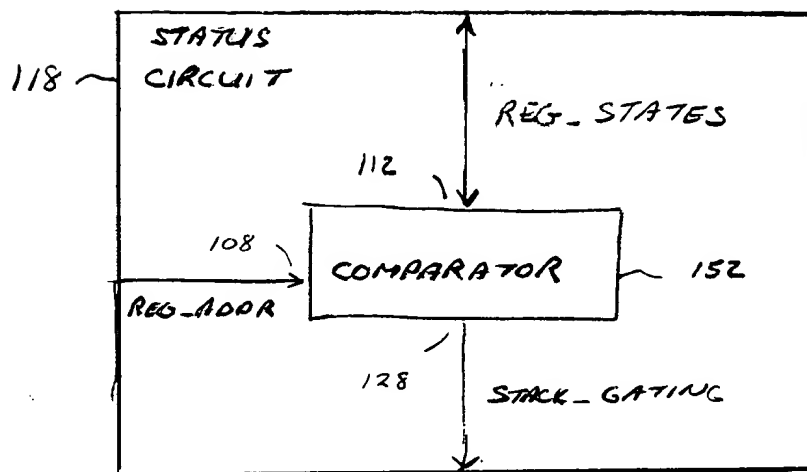 STATUS
CIRCUIT
118
REG_STATES
112
108
COMPARATOR
152
REG_ADDR
128
STACK_GATING